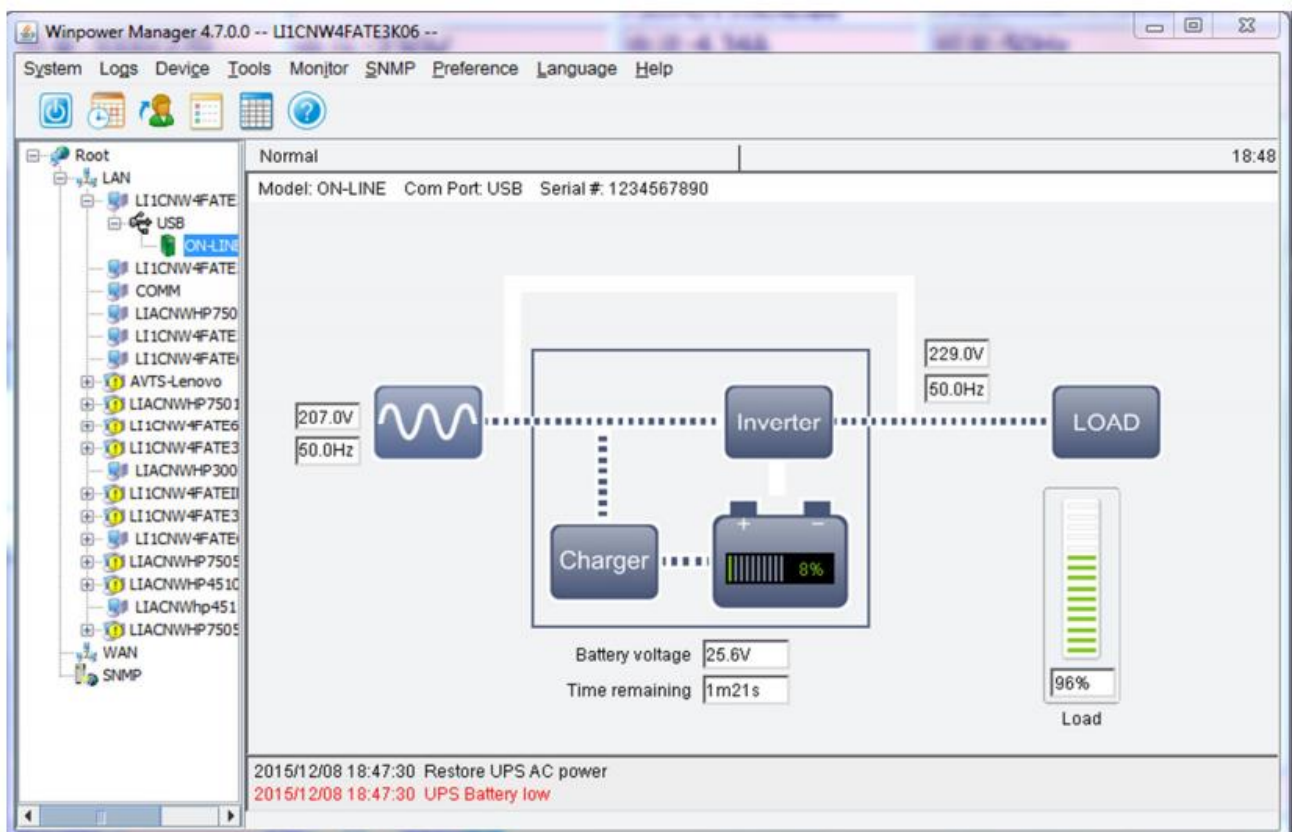 Winpower Manager 4.7.0.0 -- LI1CNW4FATE3K06 --
System Logs Device Tools Monitor SNMP Preference Language Help
Root
LAN
LI1CNW4FATE
USB
ON-LINE
LI1CNW4FATE
COMM
LIACNWHP750
LI1CNW4FATE
LI1CNW4FATE
AVTS-Lenovo
LIACNWHP7501
LI1CNW4FATE6
LI1CNW4FATE3
LIACNWHP300
LI1CNW4FATEII
LI1CNW4FATE3
LI1CNW4FATE
LIACNWHP7505
LIACNWHP4510
LIACNWhp451
LIACNWHP7505
WAN
SNMP
Normal 18:48
Model: ON-LINE Com Port: USB Serial #: 1234567890
229.0V
50.0Hz
207.0V
50.0Hz
Inverter
LOAD
Charger
+ −
8%
Battery voltage 25.6V
Time remaining 1m21s
96%
Load
2015/12/08 18:47:30 Restore UPS AC power
2015/12/08 18:47:30 UPS Battery low